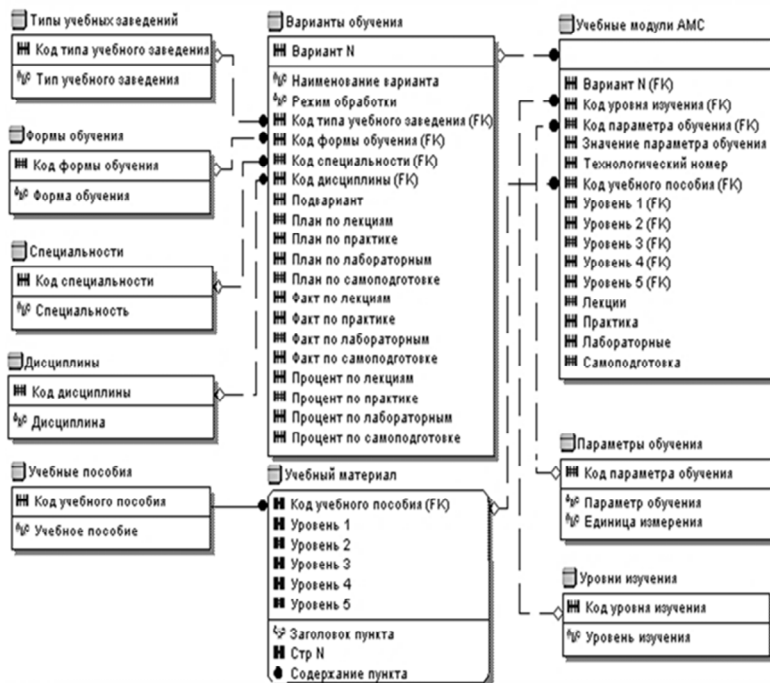 Типы учебных заведений
Код типа учебного заведения
Тип учебного заведения
Формы обучения
Код формы обучения
Форма обучения
Специальности
Код специальности
Специальность
Дисциплины
Код дисциплины
Дисциплина
Учебные пособия
Код учебного пособия
Учебное пособие
Варианты обучения
Вариант N
Наименование варианта
Режим обработки
Код типа учебного заведения (FK)
Код формы обучения (FK)
Код специальности (FK)
Код дисциплины (FK)
Подвариант
План по лекциям
План по практике
План по лабораторным
План по самоподготовке
Факт по лекциям
Факт по практике
Факт по лабораторным
Факт по самоподготовке
Процент по лекциям
Процент по практике
Процент по лабораторным
Процент по самоподготовке
Учебный материал
Код учебного пособия (FK)
Уровень 1
Уровень 2
Уровень 3
Уровень 4
Уровень 5
Заголовок пункта
Стр N
Содержание пункта
Учебные модули АМС
Вариант N (FK)
Код уровня изучения (FK)
Код параметра обучения (FK)
Значение параметра обучения
Технологический номер
Код учебного пособия (FK)
Уровень 1 (FK)
Уровень 2 (FK)
Уровень 3 (FK)
Уровень 4 (FK)
Уровень 5 (FK)
Лекции
Практика
Лабораторные
Самоподготовка
Параметры обучения
Код параметра обучения
Параметр обучения
Единица измерения
Уровни изучения
Код уровня изучения
Уровень изучения